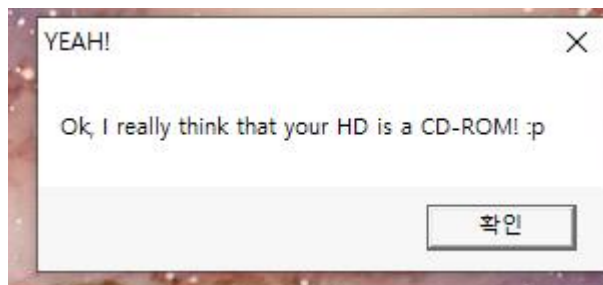 YEAH!
Ok, I really think that your HD is a CD-ROM! :p
확인